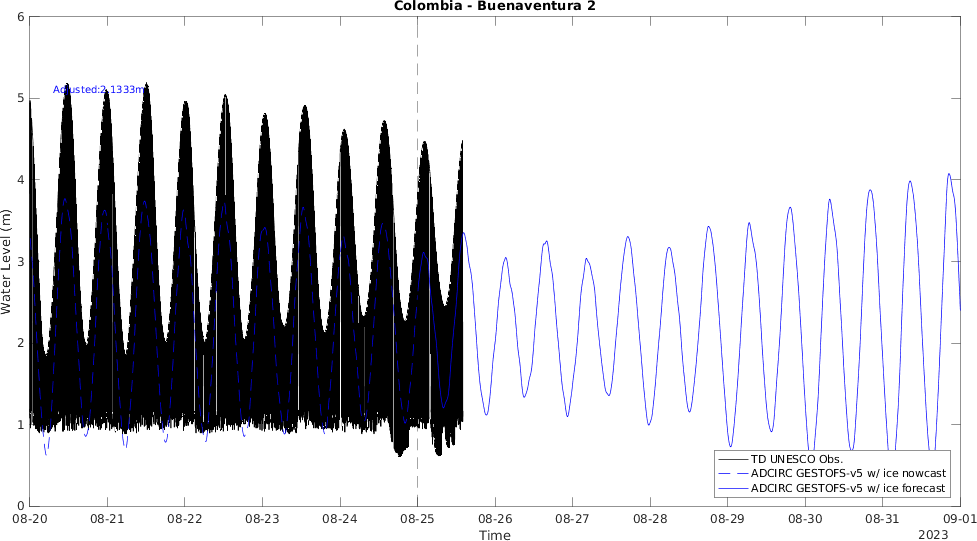 Colombia - Buenaventura 2
6
5
4
3
2
1
0
Water Level (m)
Adjusted:2.1333m
TD UNESCO Obs.
ADCIRC GESTOFS-v5 w/ ice nowcast
ADCIRC GESTOFS-v5 w/ ice forecast
08-20 08-21 08-22 08-23 08-24 08-25 08-26 08-27 08-28 08-29 08-30 08-31 09-01
Time
2023